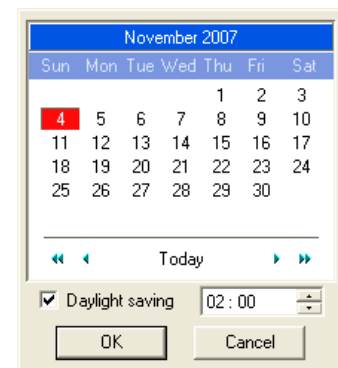 November 2007
Sun Mon Tue Wed Thu Fri Sat
1 2 3
4 5 6 7 8 9 10
11 12 13 14 15 16 17
18 19 20 21 22 23 24
25 26 27 28 29 30
Today
Daylight saving 02 : 00
OK Cancel